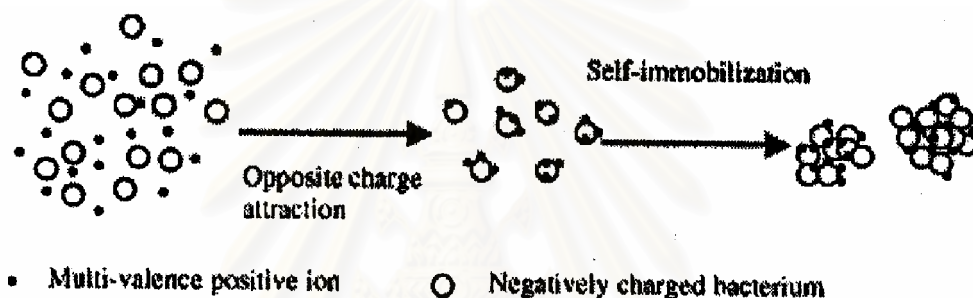 Self-immobilization
Opposite charge
attraction
Multi-valence positive ion
Negatively charged bacterium